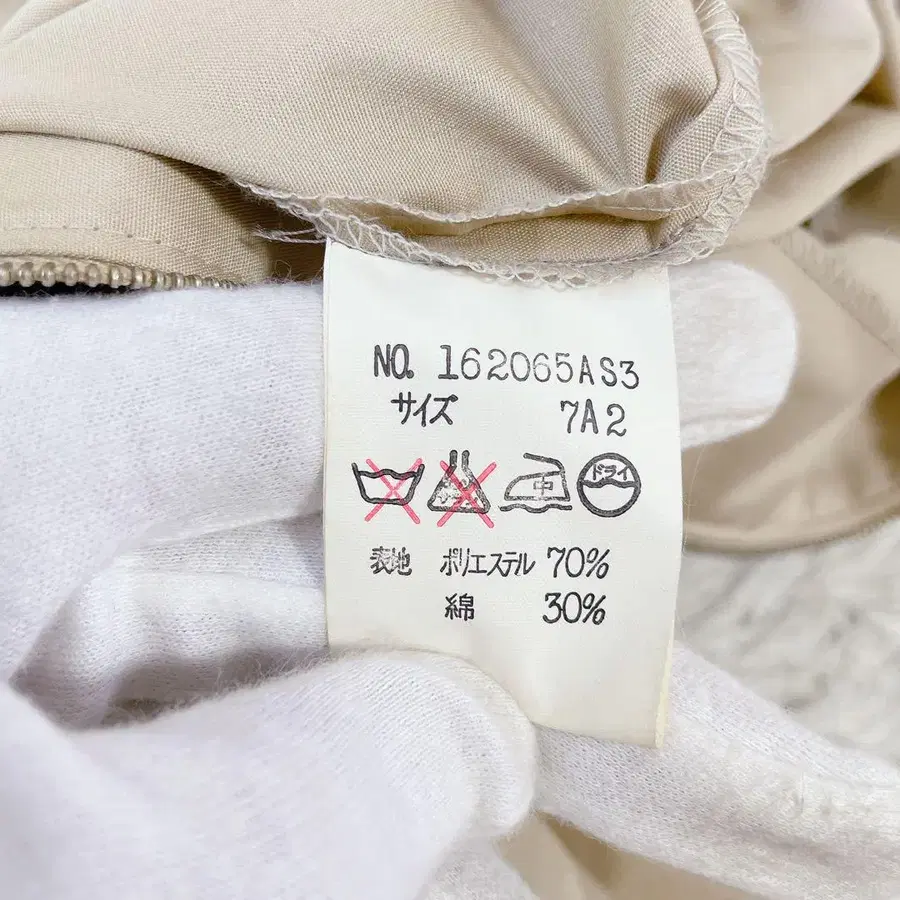 NO. 162065AS3
サイズ 7A2
中 ドライ
表地 ポリエステル 70%
綿 30%